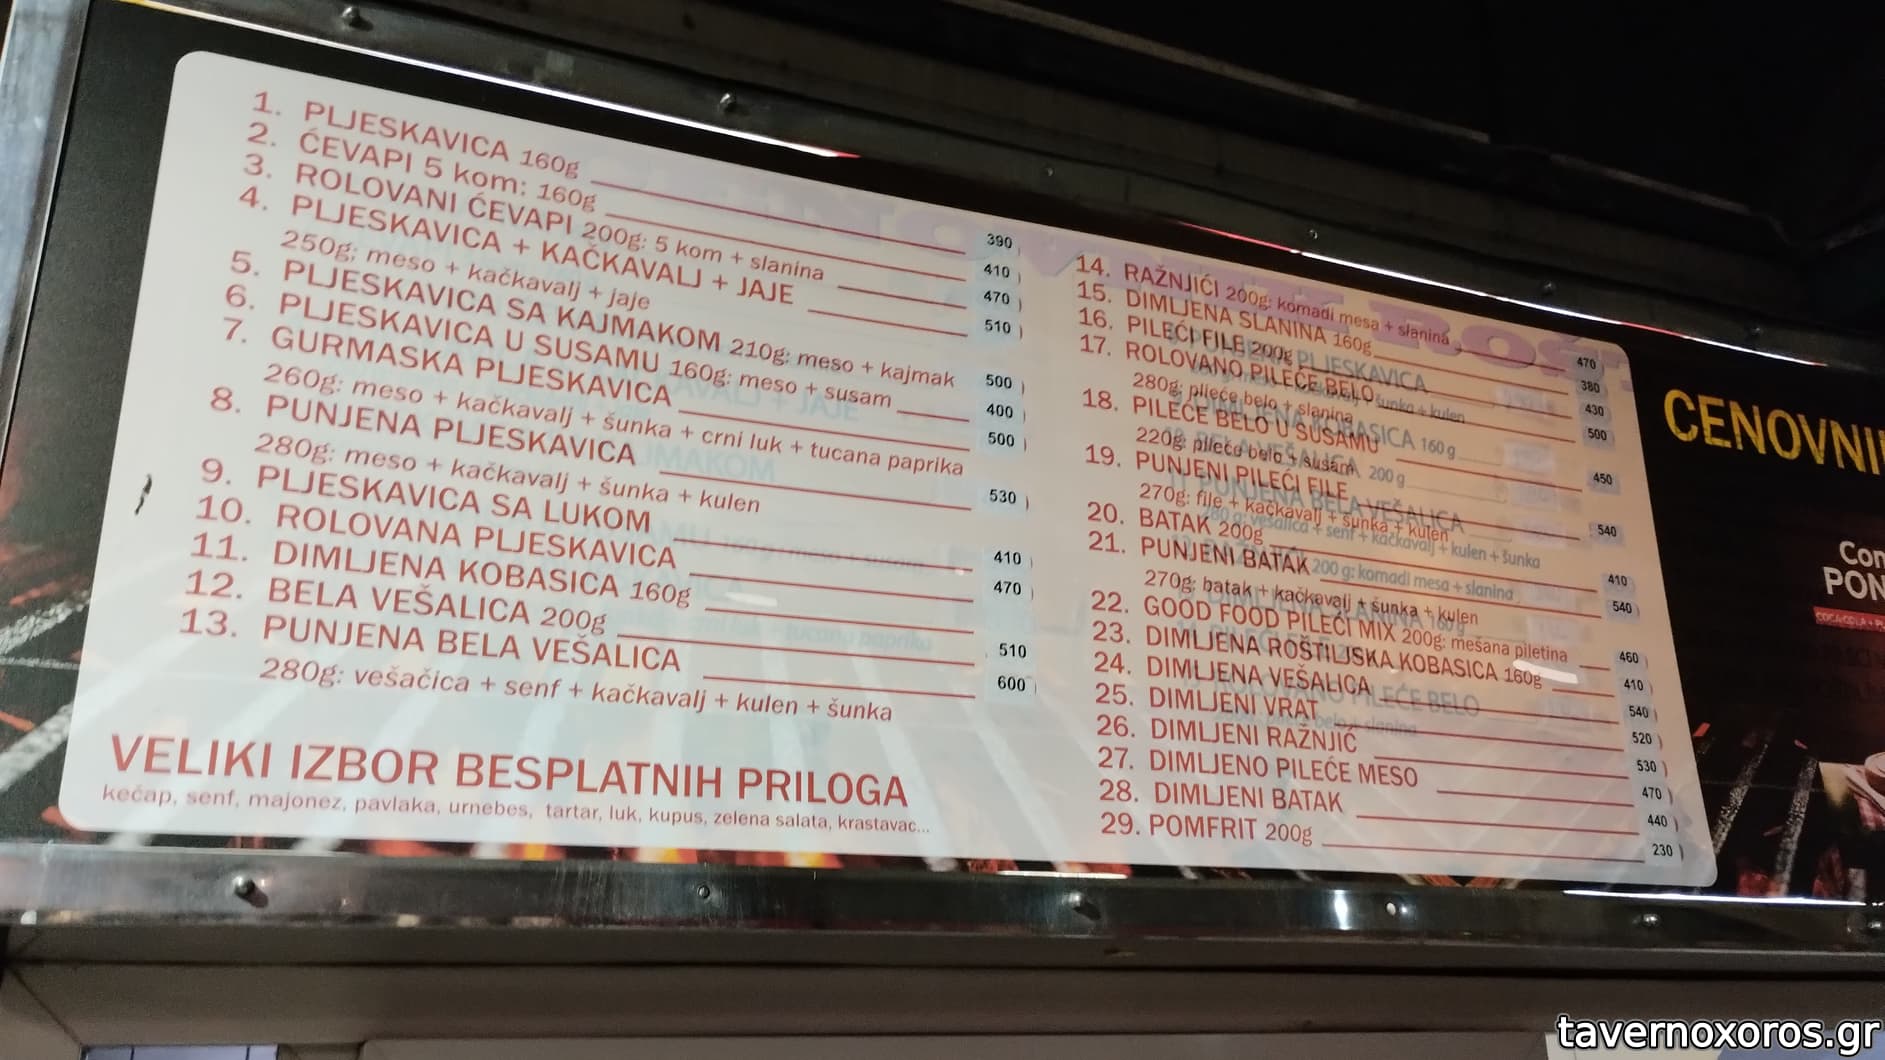 1. PLJESKAVICA 160g 390
2. ĆEVAPI 5 kom: 160g 410
3. ROLOVANI ĆEVAPI 200g: 5 kom + slanina 470
4. PLJESKAVICA + KAČKAVALJ + JAJE 510
250g; meso + kačkavalj + jaje
5. PLJESKAVICA SA KAJMAKOM 210g: meso + kajmak 500
6. PLJESKAVICA U SUSAMU 160g: meso + susam 400
7. GURMASKA PLJESKAVICA 500
260g: meso + kačkavalj + šunka + crni luk + tucana paprika
8. PUNJENA PLJESKAVICA 530
280g: meso + kačkavalj + šunka + kulen
9. PLJESKAVICA SA LUKOM 410
10. ROLOVANA PLJESKAVICA 470
11. DIMLJENA KOBASICA 160g
12. BELA VEŠALICA 200g 510
13. PUNJENA BELA VEŠALICA 600
280g: vešačica + senf + kačkavalj + kulen + šunka
VELIKI IZBOR BESPLATNIH PRILOGA
kečap, senf, majonez, pavlaka, urnebes, tartar, luk, kupus, zelena salata, krastavac...
14. RAŽNJIĆI 200g: komadi mesa + slanina 470
15. DIMLJENA SLANINA 160g 380
16. PILEĆI FILE 200g 430
17. ROLOVANO PILEĆE BELO 500
280g: plieće belo + slanina
18. PILEĆE BELO U SUSAMU 450
220g: pileće belo + susam
19. PUNJENI PILEĆI FILE 540
270g: file + kačkavalj + šunka + kulen
20. BATAK 200g 410
21. PUNJENI BATAK 540
270g: batak + kačkavalj + šunka + kulen
22. GOOD FOOD PILEĆI MIX 200g: mešana piletina 460
23. DIMLJENA ROŠTILJSKA KOBASICA 160g 410
24. DIMLJENA VEŠALICA 540
25. DIMLJENI VRAT 520
26. DIMLJENI RAŽNJIĆ 530
27. DIMLJENO PILEĆE MESO 470
28. DIMLJENI BATAK 440
29. POMFRIT 200g 230
CENOVNI
tavernoxoros.gr